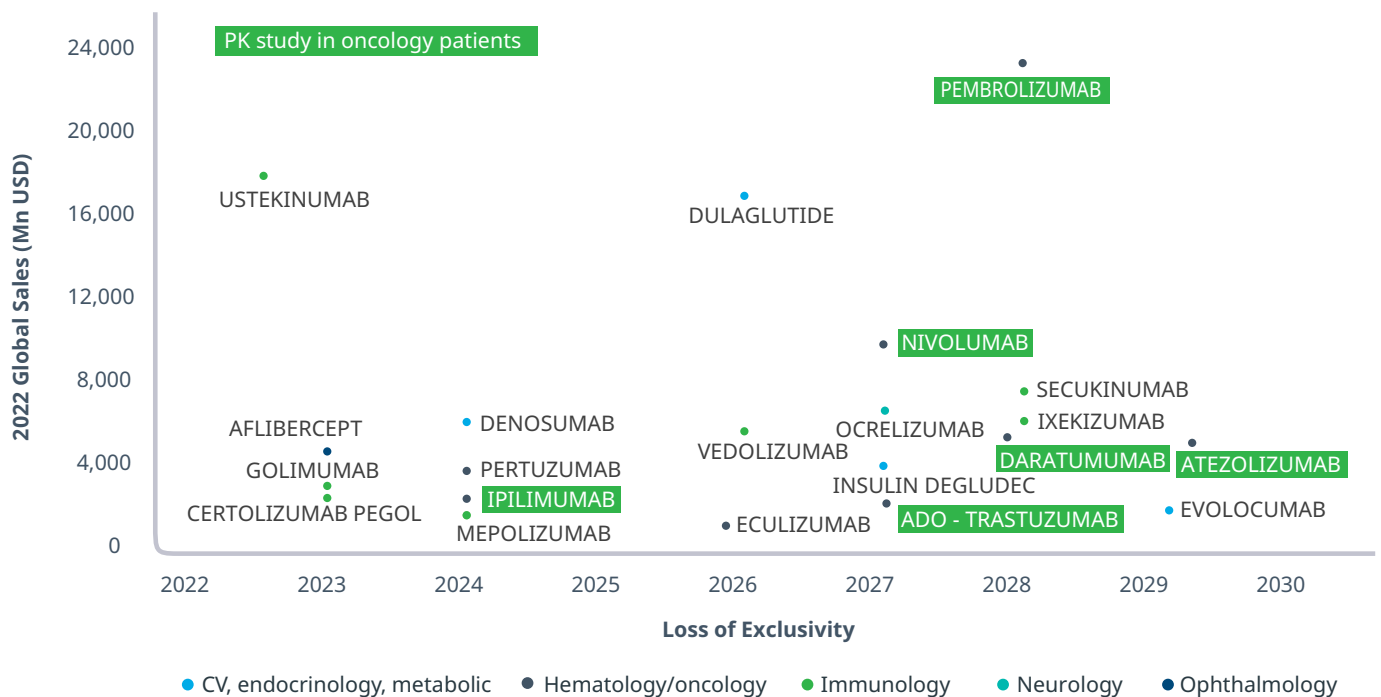 PK study in oncology patients
24,000
PEMBROLIZUMAB
20,000
USTEKINUMAB
16,000
DULAGLUTIDE
12,000
NIVOLUMAB
8,000
SECUKINUMAB
IXEKIZUMAB
AFLIBERCEPT
DENOSUMAB
OCRELIZUMAB
VEDOLIZUMAB
4,000
GOLIMUMAB
PERTUZUMAB
DARATUMUMAB
ATEZOLIZUMAB
INSULIN DEGLUDEC
IPILIMUMAB
CERTOLIZUMAB PEGOL
EVOLOCUMAB
ADO - TRASTUZUMAB
ECULIZUMAB
MEPOLIZUMAB
0
2022 Global Sales (Mn USD)
2022 2023 2024 2025 2026 2027 2028 2029 2030
Loss of Exclusivity
CV, endocrinology, metabolic Hematology/oncology Immunology Neurology Ophthalmology